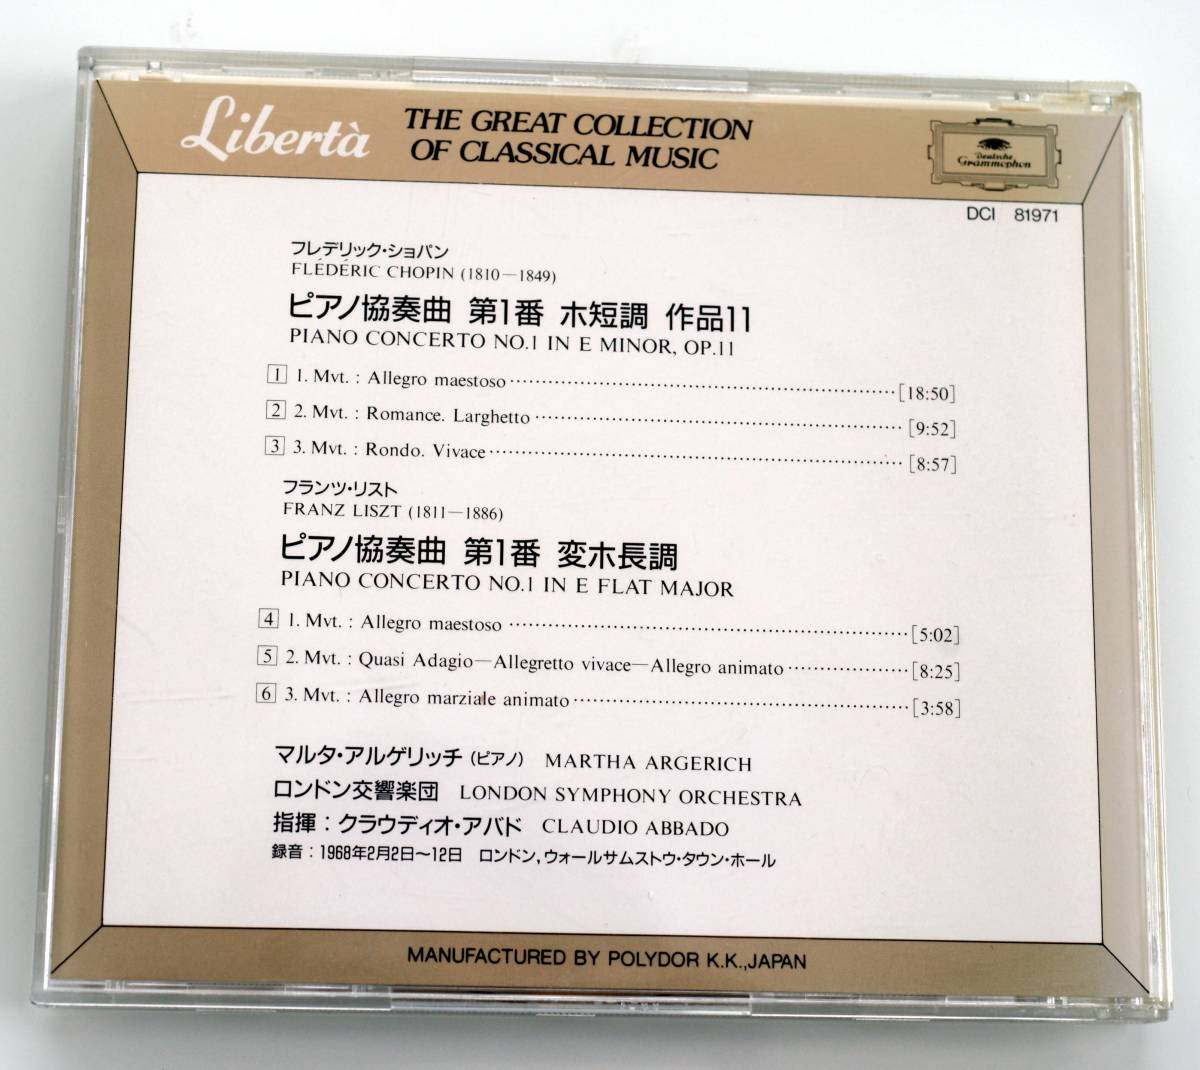 Libertà
THE GREAT COLLECTION
OF CLASSICAL MUSIC
Deutsche
Grammophon
DCI 81971
フレデリック・ショパン
FLÉDÉRIC CHOPIN (1810—1849)
ピアノ協奏曲 第1番 ホ短調 作品11
PIANO CONCERTO NO.1 IN E MINOR, OP.11
1 1. Mvt. : Allegro maestoso [18:50]
2 2. Mvt. : Romance. Larghetto [9:52]
3 3. Mvt. : Rondo. Vivace [8:57]
フランツ・リスト
FRANZ LISZT (1811—1886)
ピアノ協奏曲 第1番 変ホ長調
PIANO CONCERTO NO.1 IN E FLAT MAJOR
4 1. Mvt. : Allegro maestoso [5:02]
5 2. Mvt. : Quasi Adagio—Allegretto vivace—Allegro animato [8:25]
6 3. Mvt. : Allegro marziale animato [3:58]
マルタ・アルゲリッチ (ピアノ) MARTHA ARGERICH
ロンドン交響楽団 LONDON SYMPHONY ORCHESTRA
指揮：クラウディオ・アバド CLAUDIO ABBADO
録音：1968年2月2日～12日 ロンドン，ウォールサムストウ・タウン・ホール
MANUFACTURED BY POLYDOR K.K.,JAPAN